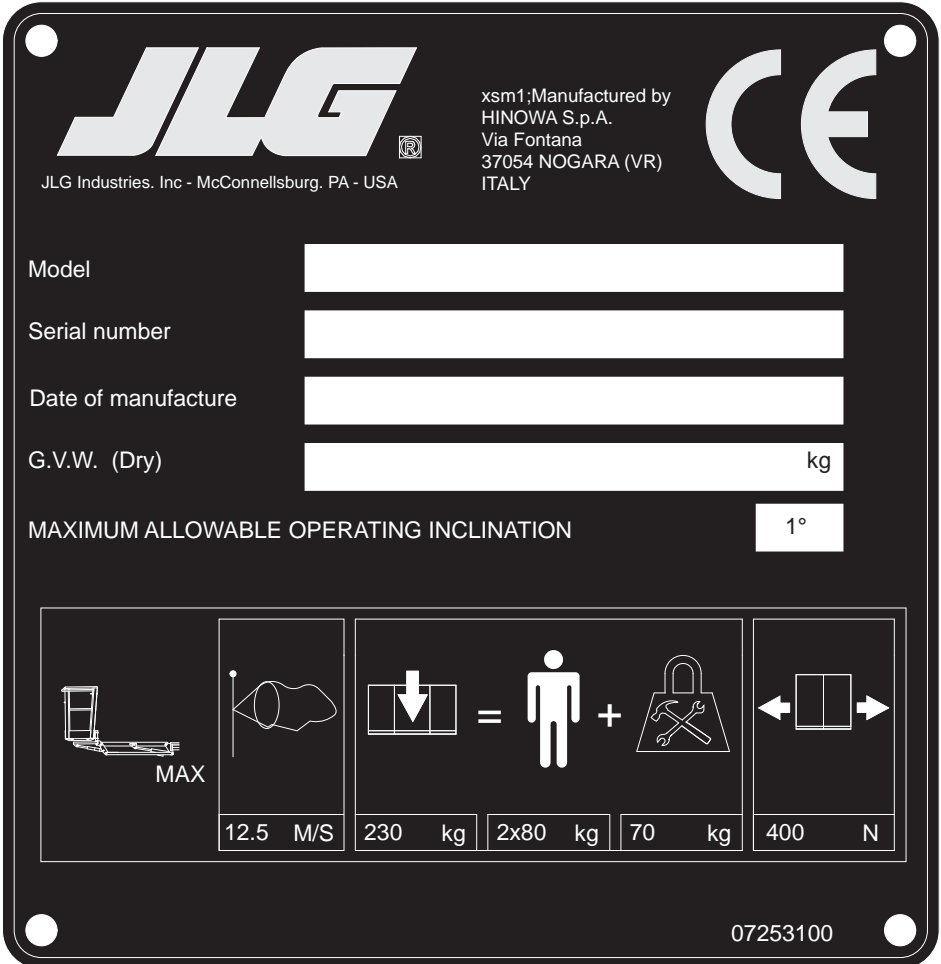 JLG
®
JLG Industries. Inc - McConnellsburg. PA - USA
xsm1;Manufactured by
HINOWA S.p.A.
Via Fontana
37054 NOGARA (VR)
ITALY
CE
Model
Serial number
Date of manufacture
G.V.W. (Dry) kg
MAXIMUM ALLOWABLE OPERATING INCLINATION 1°
= +
MAX
12.5 M/S 230 kg 2x80 kg 70 kg 400 N
07253100